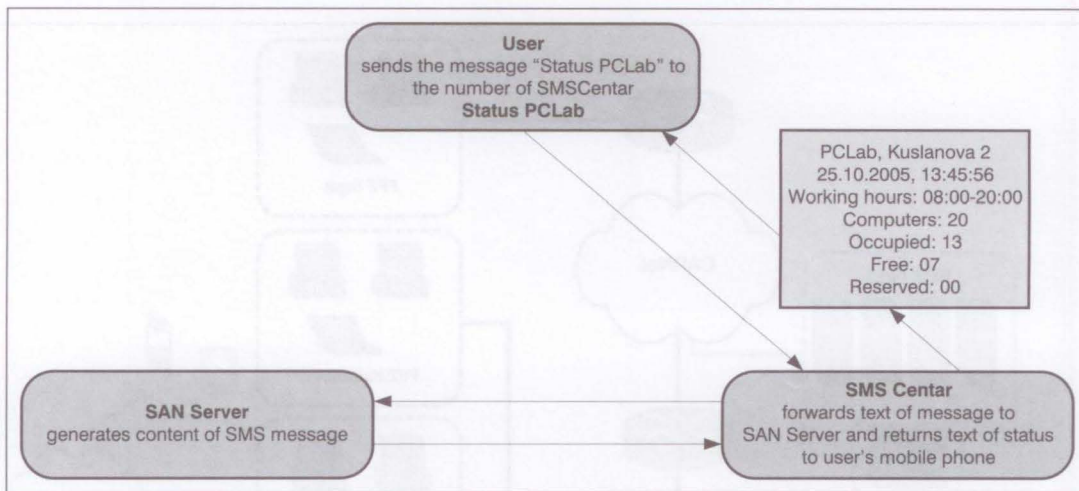 User
sends the message “Status PCLab” to
the number of SMSCentar
Status PCLab
PCLab, Kuslanova 2
25.10.2005, 13:45:56
Working hours: 08:00-20:00
Computers: 20
Occupied: 13
Free: 07
Reserved: 00
SAN Server
generates content of SMS message
SMS Centar
forwards text of message to
SAN Server and returns text of status
to user's mobile phone